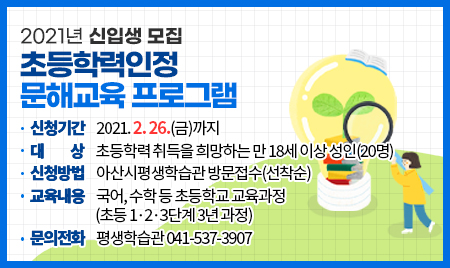 2021년 신입생 모집
초등학력인정
문해교육 프로그램
· 신청기간 2021. 2. 26.(금)까지
· 대 상 초등학력 취득을 희망하는 만 18세 이상 성인(20명)
· 신청방법 아산시평생학습관 방문접수(선착순)
· 교육내용 국어, 수학 등 초등학교 교육과정
(초등 1·2·3단계 3년 과정)
· 문의전화 평생학습관 041-537-3907